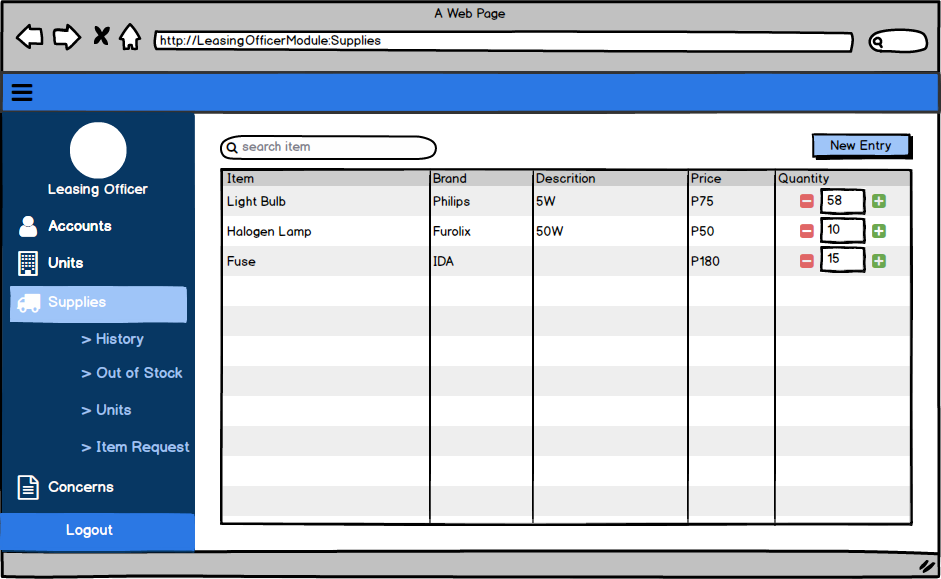 A Web Page
http://LeasingOfficerModule:Supplies
Leasing Officer
Accounts
Units
Supplies
> History
> Out of Stock
> Units
> Item Request
Concerns
Logout
search item
New Entry
Item Brand Descrition Price Quantity
Light Bulb Philips 5W P75 58
Halogen Lamp Furolix 50W P50 10
Fuse IDA P180 15